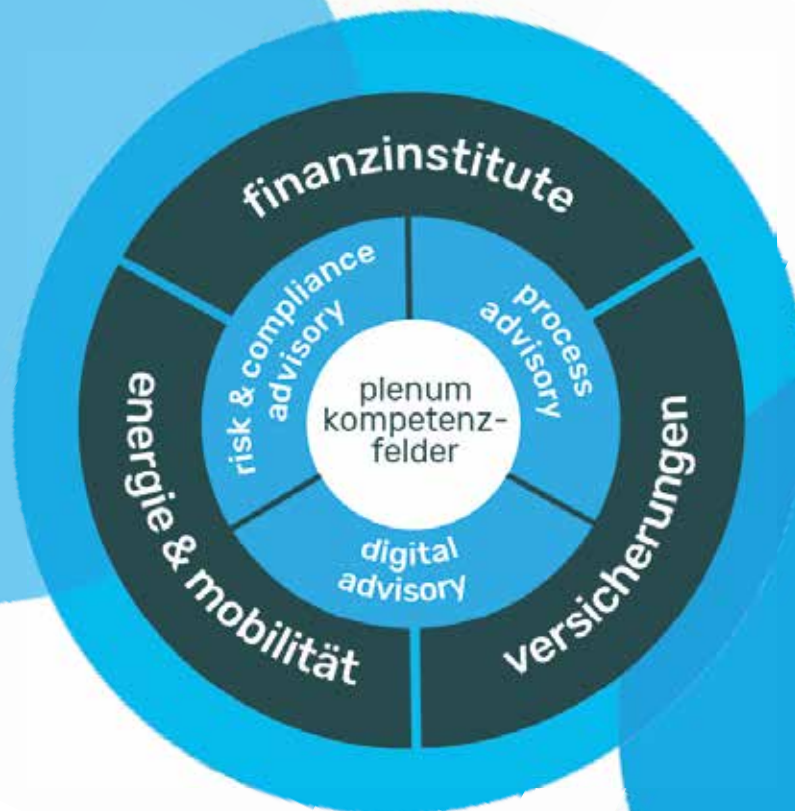 finanzinstitute
risk & compliance
advisory
process
advisory
plenum
kompetenz-
felder
energie & mobilität
versicherungen
digital
advisory